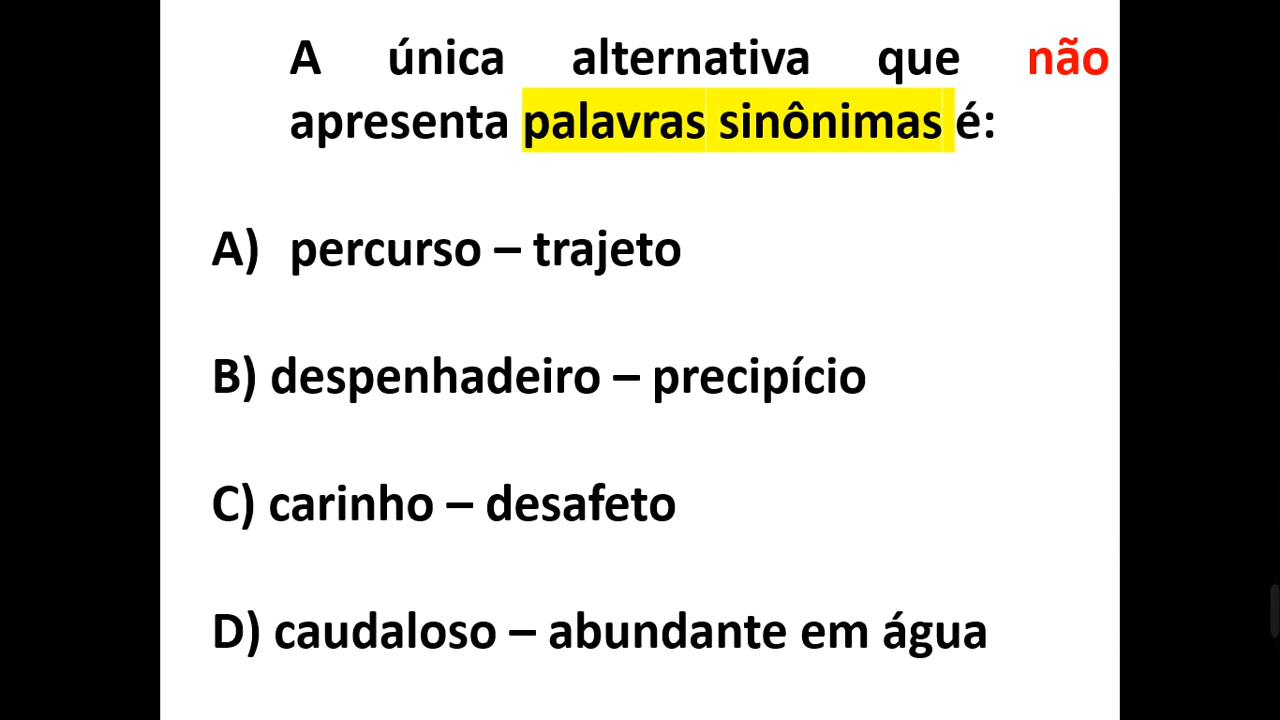 A única alternativa que não
apresenta palavras sinônimas é:
A) percurso – trajeto
B) despenhadeiro – precipício
C) carinho – desafeto
D) caudaloso – abundante em água